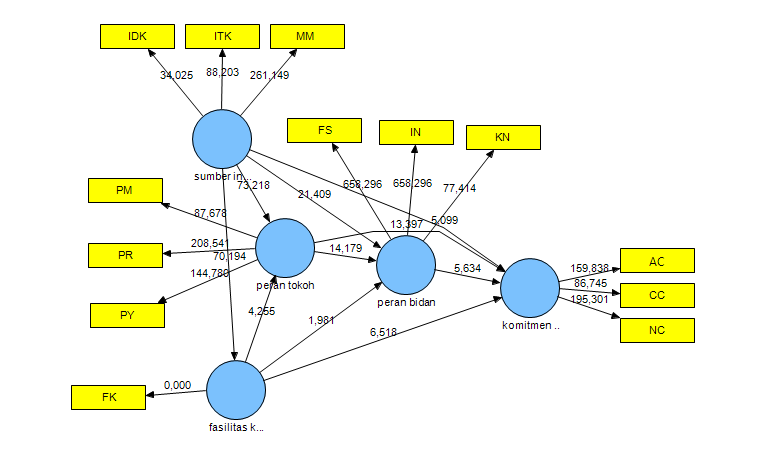 IDK
ITK
MM
34,025
88,203
261,149
FS
IN
KN
sumber in...
73,218
658,296
658,296
77,414
21,409
PM
87,678
13,397
5,099
PR
208,541
70,194
144,780
14,179
peran tokoh
PY
4,255
peran bidan
5,634
159,838
AC
86,745
CC
195,301
NC
komitmen ..
1,981
6,518
FK
0,000
fasilitas k...